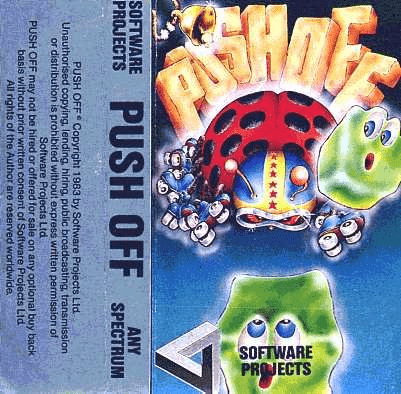 PUSH OFF ® Copyright 1983 by Software Projects Ltd.
Unauthorised copying, lending, hiring, public broadcasting, transmission
or distribution is prohibited without express written permission of
Software Projects Ltd.
PUSH OFF may not be hired or offered for sale on any optional buy back
basis without prior written consent of Software Projects Ltd
All rights of the Author are reserved worldwide.
SOFTWARE
PROJECTS
PUSH OFF
ANY
SPECTRUM
PUSH OFF
SOFTWARE
PROJECTS